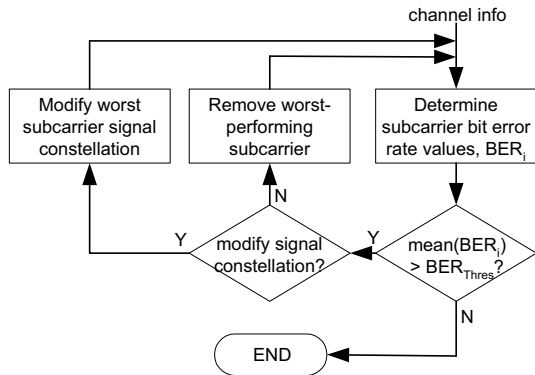 channel info
Modify worst
subcarrier signal
constellation
Remove worst-
performing
subcarrier
Determine
subcarrier bit error
rate values, BERi
N
Y
modify signal
constellation?
Y
mean(BERi)
> BERThres?
N
END